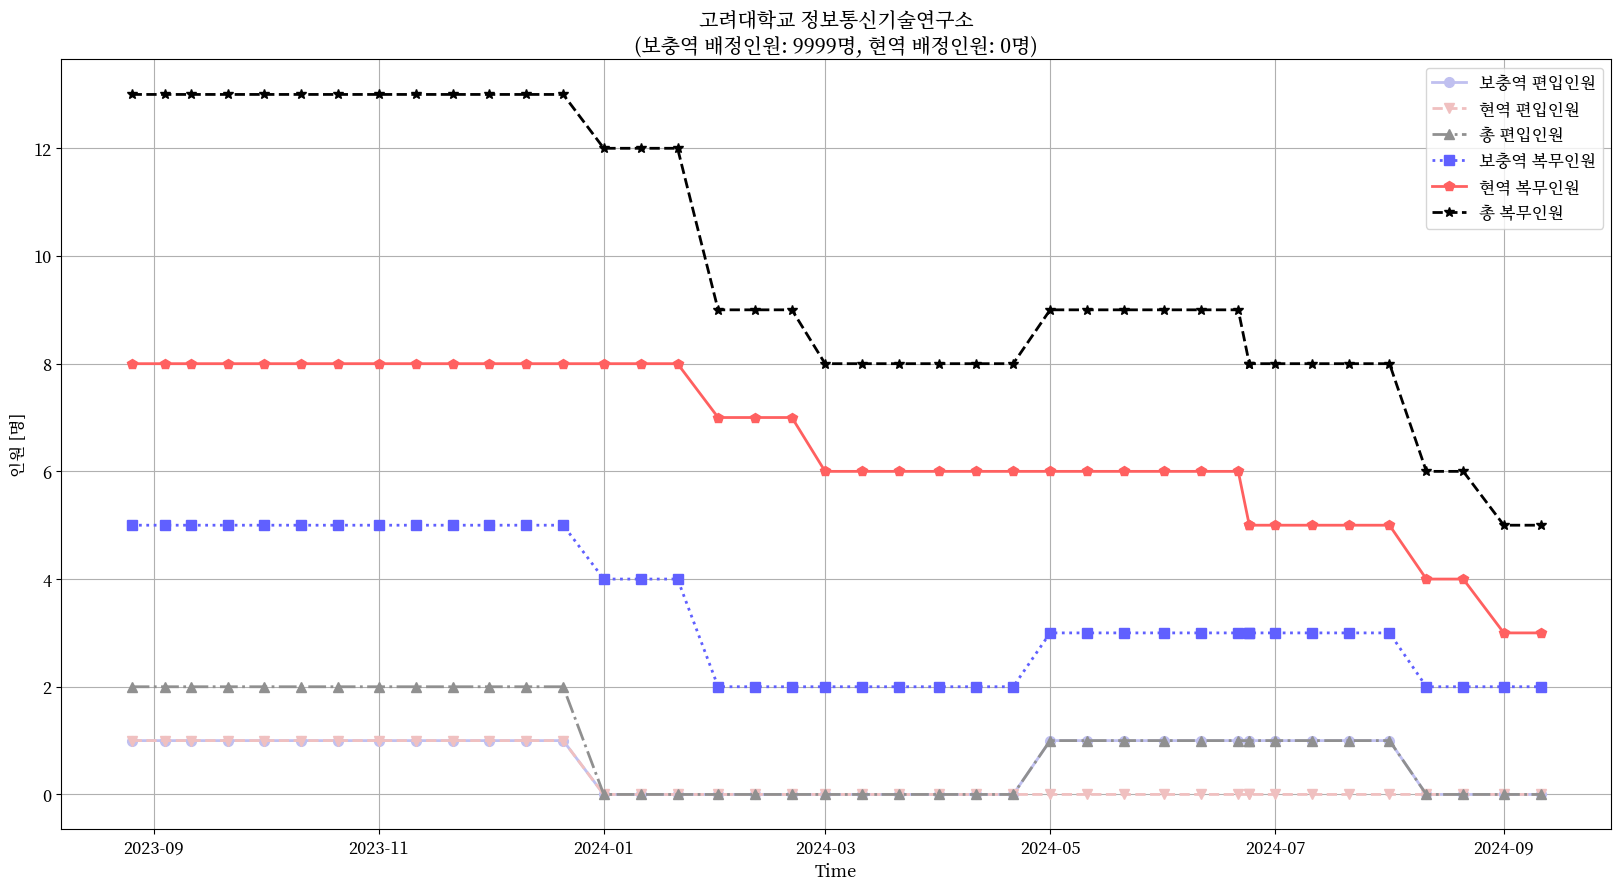 고려대학교 정보통신기술연구소
(보충역 배정인원: 9999명, 현역 배정인원: 0명)
보충역 편입인원
현역 편입인원
총 편입인원
보충역 복무인원
현역 복무인원
총 복무인원
인원 [명]
12
10
8
6
4
2
0
2023-09
2023-11
2024-01
2024-03
2024-05
2024-07
2024-09
Time